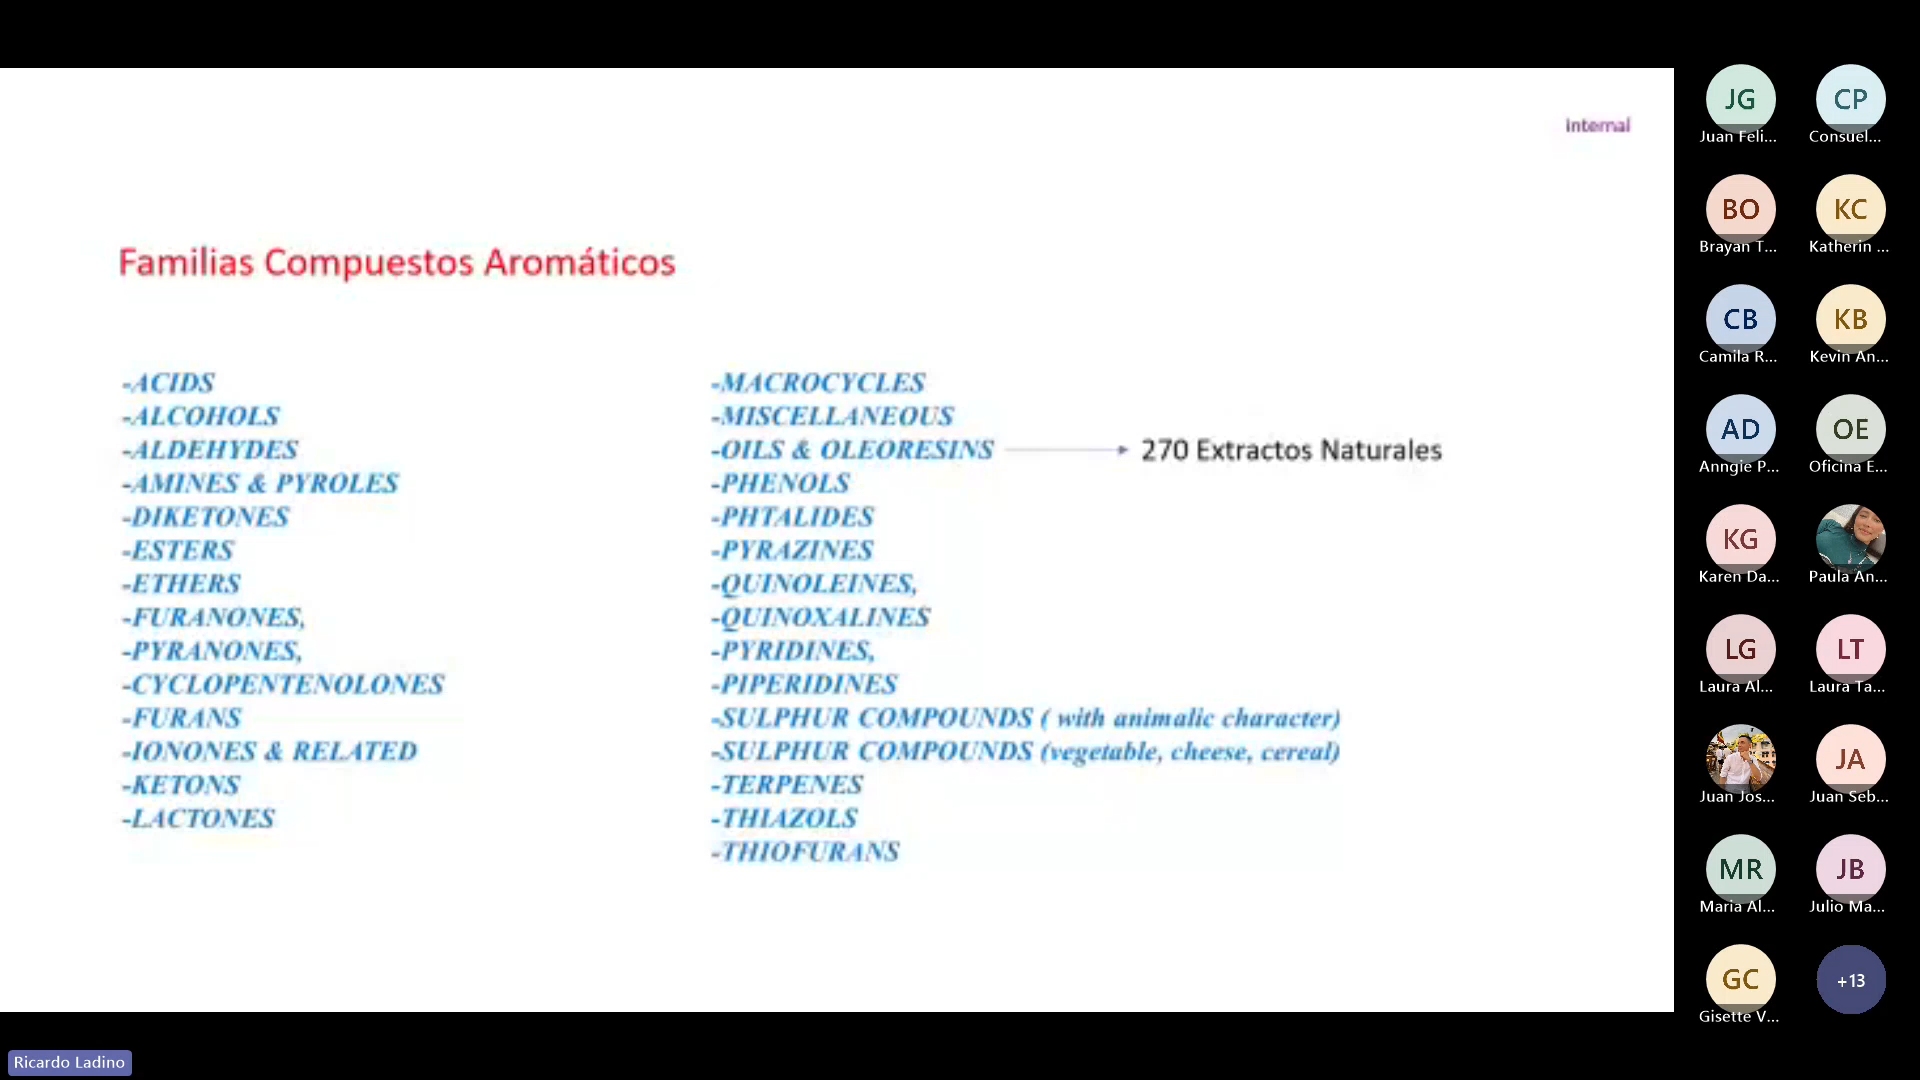 internal
Familias Compuestos Aromáticos
-ACIDS
-ALCOHOLS
-ALDEHYDES
-AMINES & PYROLES
-DIKETONES
-ESTERS
-ETHERS
-FURANONES,
-PYRANONES,
-CYCLOPENTENOLONES
-FURANS
-IONONES & RELATED
-KETONS
-LACTONES
-MACROCYCLES
-MISCELLANEOUS
-OILS & OLEORESINS
270 Extractos Naturales
-PHENOLS
-PHTALIDES
-PYRAZINES
-QUINOLEINES,
-QUINOXALINES
-PYRIDINES,
-PIPERIDINES
-SULPHUR COMPOUNDS ( with animalic character)
-SULPHUR COMPOUNDS (vegetable, cheese, cereal)
-TERPENES
-THIAZOLS
-THIOFURANS
JG
Juan Feli...
CP
Consuel...
BO
Brayan T...
KC
Katherin ...
CB
Camila R...
KB
Kevin An...
AD
Anngie P...
OE
Oficina E...
KG
Karen Da...
Paula An...
LG
Laura Al...
LT
Laura Ta...
Juan Jos...
JA
Juan Seb...
MR
Maria Al...
JB
Julio Ma...
GC
Gisette V...
+13
Ricardo Ladino